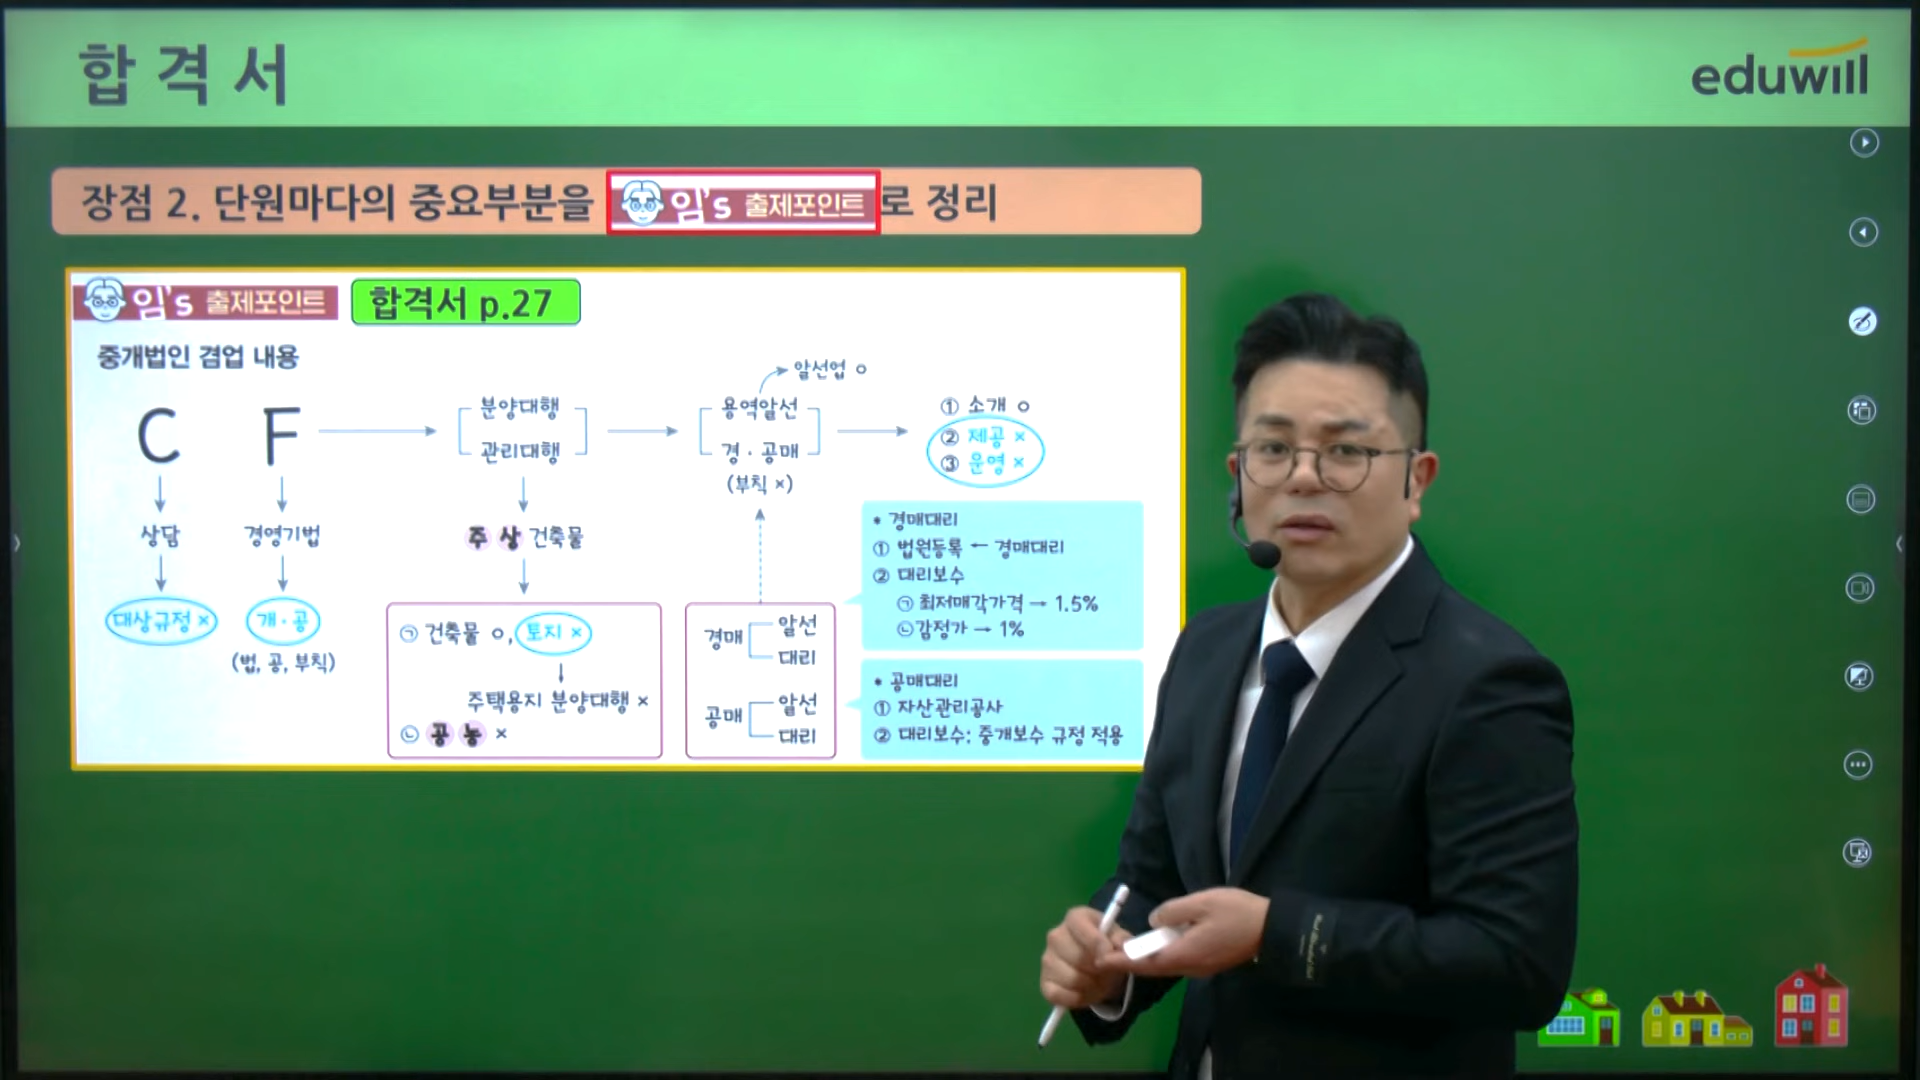 합격서
eduwill
장점 2. 단원마다의 중요부분을 임's 출제포인트 로 정리
임's 출제포인트 합격서 p.27
중개법인 겸업 내용
알선업 ○
C F
분양대행
관리대행
용역알선
경·공매
(부칙 ×)
① 소개 ○
② 제공 ×
③ 운영 ×
상담
경영기법
주 상 건축물
대상규정 ×
개·공
(법, 공, 부칙)
㉠ 건축물 ○, 토지 ×
주택용지 분양대행 ×
㉡ 공 농 ×
경매
알선
대리
공매
알선
대리
• 경매대리
① 법원등록 ← 경매대리
② 대리보수
㉠ 최저매각가격 → 1.5%
㉡ 감정가 → 1%
• 공매대리
① 자산관리공사
② 대리보수: 중개보수 규정 적용